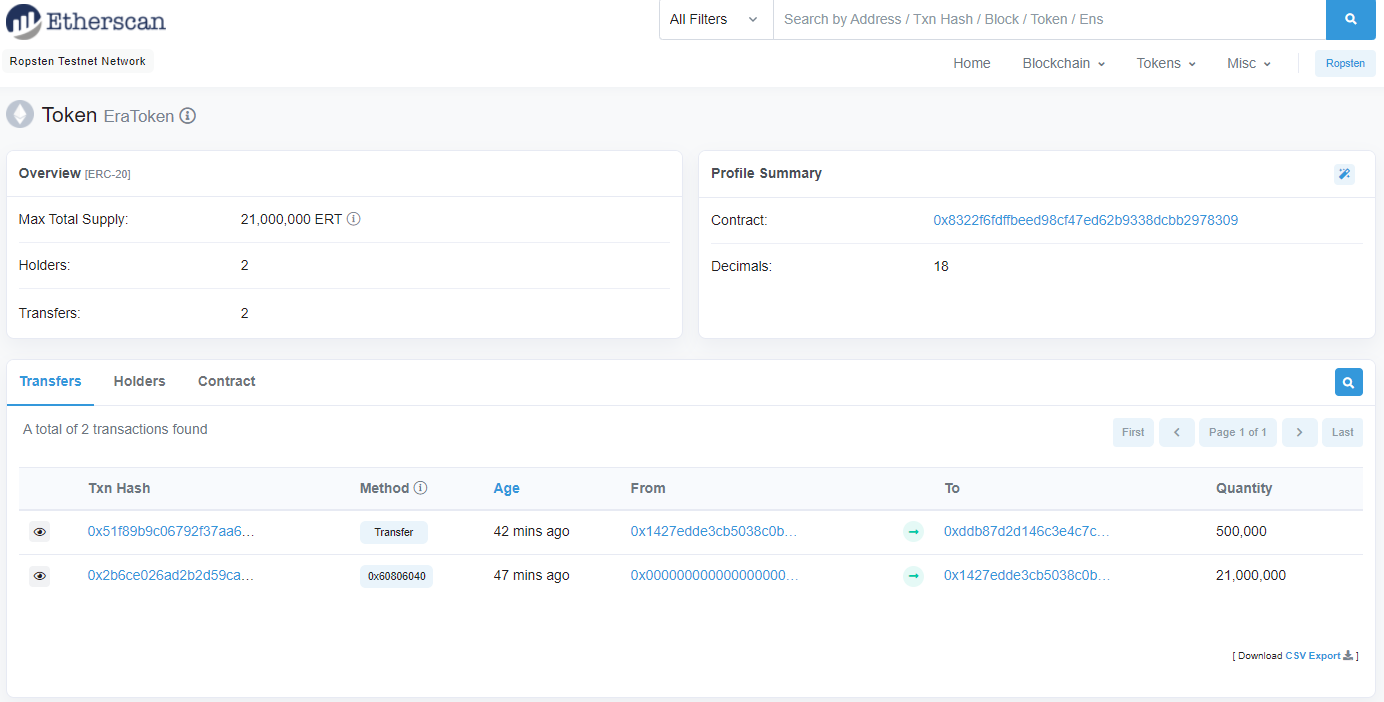 Etherscan
All Filters Search by Address / Txn Hash / Block / Token / Ens
Ropsten Testnet Network
Home Blockchain Tokens Misc Ropsten
Token EraToken
Overview [ERC-20]
Max Total Supply: 21,000,000 ERT
Holders: 2
Transfers: 2
Profile Summary
Contract: 0x8322f6fdffbeed98cf47ed62b9338dcbb2978309
Decimals: 18
Transfers Holders Contract
A total of 2 transactions found
First Page 1 of 1 Last
Txn Hash Method Age From To Quantity
0x51f89b9c06792f37aa6... Transfer 42 mins ago 0x1427edde3cb5038c0b... 0xddb87d2d146c3e4c7c... 500,000
0x2b6ce026ad2b2d59ca... 0x60806040 47 mins ago 0x000000000000000000... 0x1427edde3cb5038c0b... 21,000,000
[ Download CSV Export ]